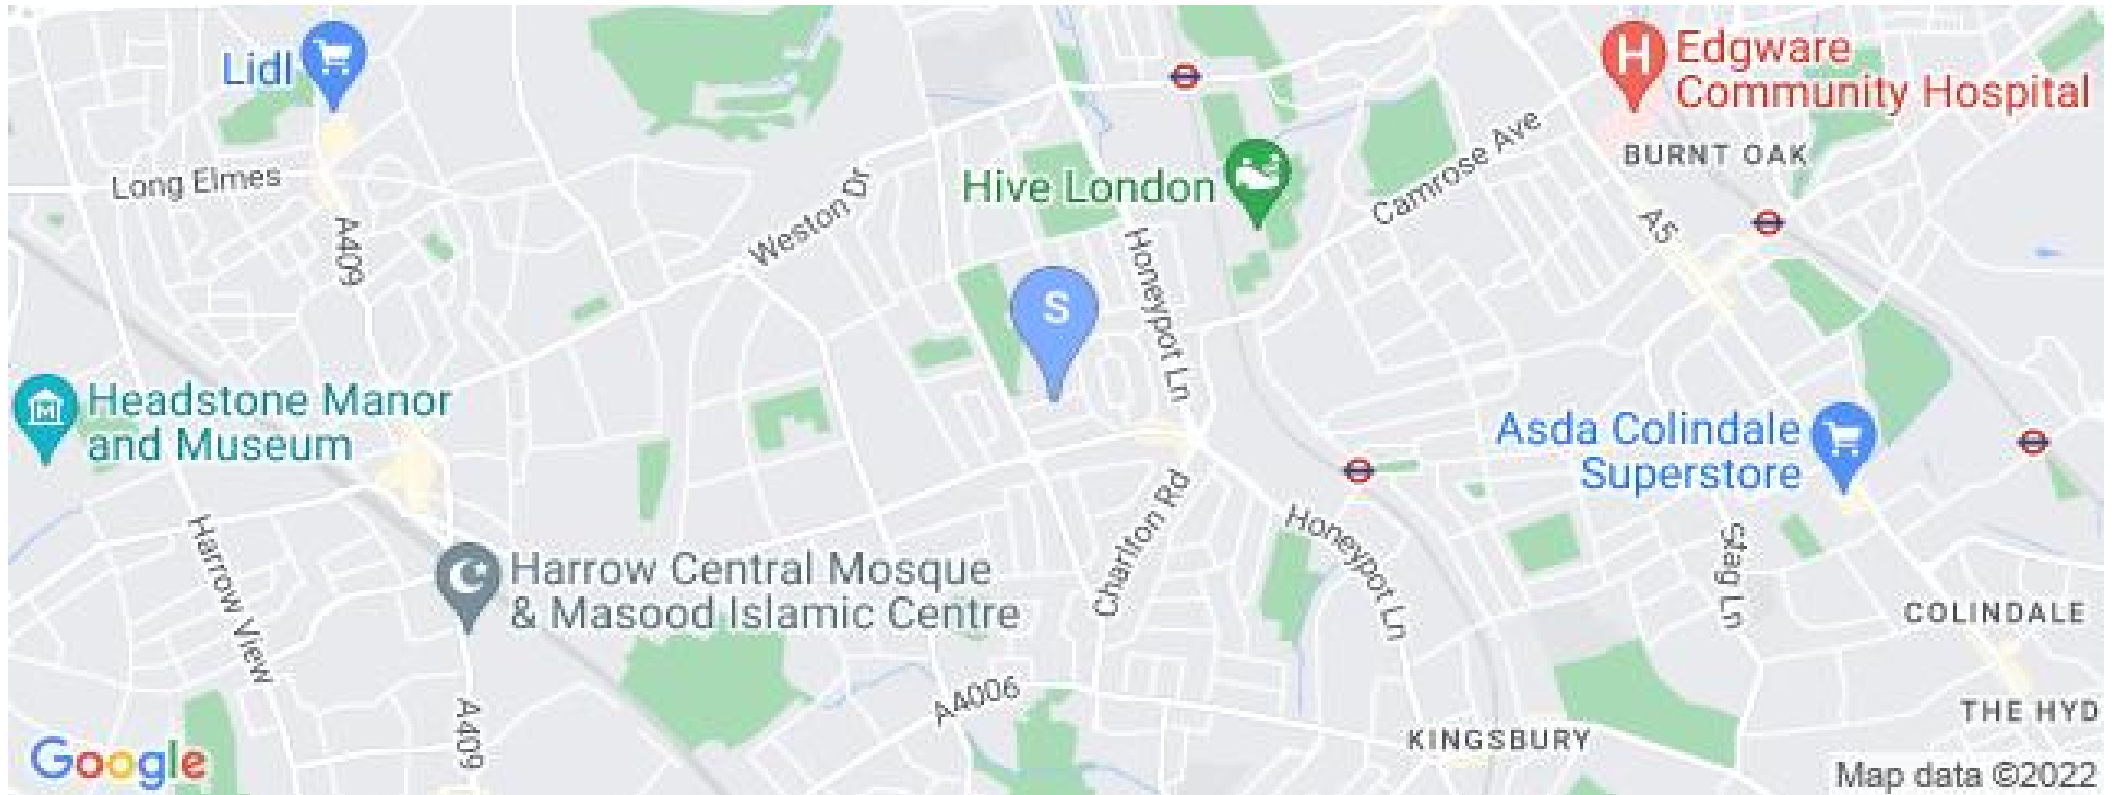 Lidl
Edgware
Community Hospital
BURNT OAK
Long Elmes
Camrose Ave
Hive London
Weston Dr
A409
A5
Honeypot Ln
S
Headstone Manor
and Museum
Asda Colindale
Superstore
Charlton Rd
Honeypot Ln
Harrow View
Stag Ln
Harrow Central Mosque
& Masood Islamic Centre
COLINDALE
A4006
A409
THE HYD
KINGSBURY
Google
Map data ©2022
H
M